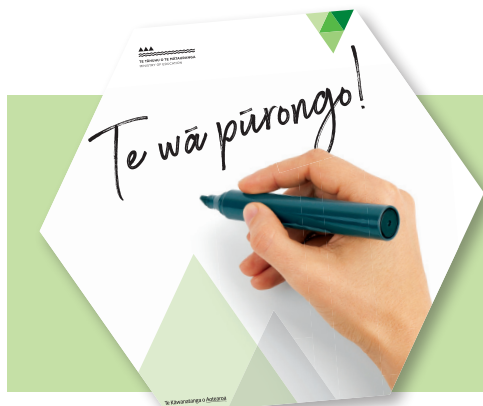 TE TĀHUHU O TE MĀTAURANGA
MINISTRY OF EDUCATION
Te wā pūrongo!
Te Kāwanatanga o Aotearoa